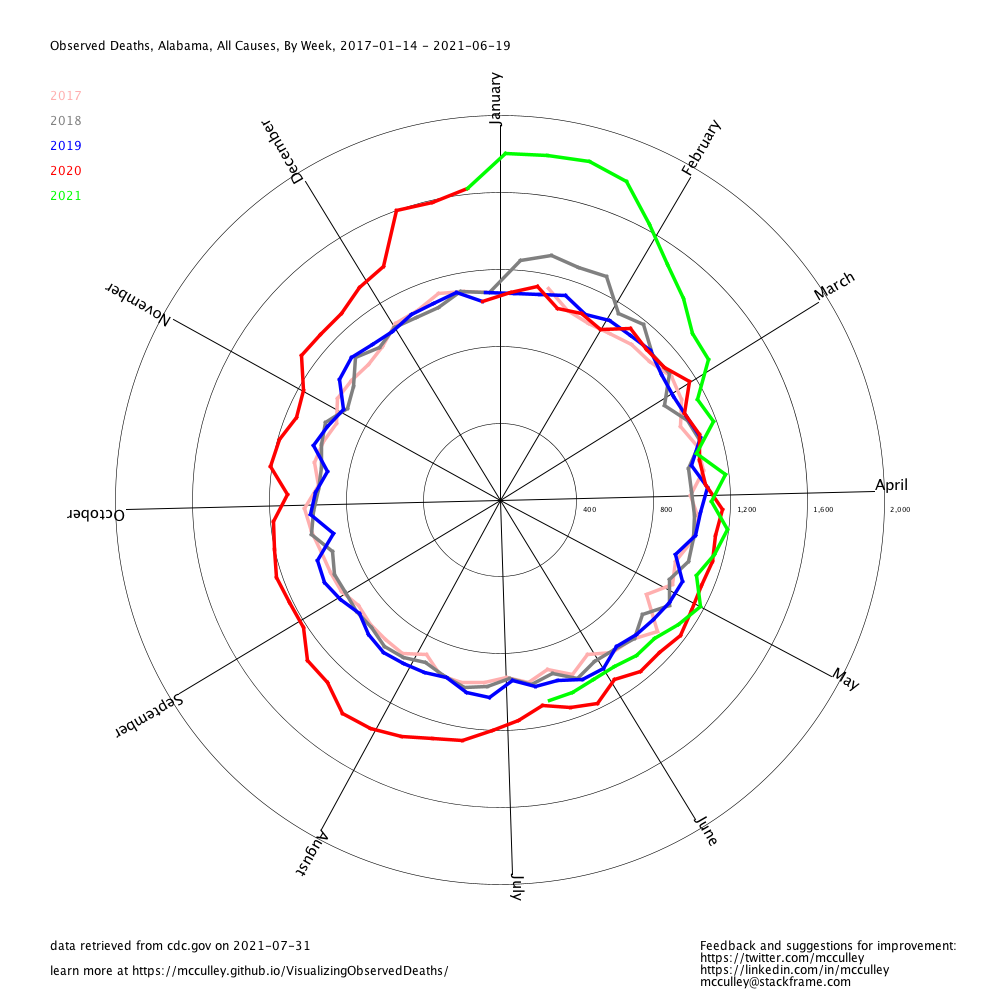 Observed Deaths, Alabama, All Causes, By Week, 2017-01-14 - 2021-06-19
2017
2018
2019
2020
2021
January
February
March
April
May
June
July
August
September
October
November
December
400
800
1,200
1,600
2,000
data retrieved from cdc.gov on 2021-07-31
learn more at https://mcculley.github.io/VisualizingObservedDeaths/
Feedback and suggestions for improvement:
https://twitter.com/mcculley
https://linkedin.com/in/mcculley
mcculley@stackframe.com